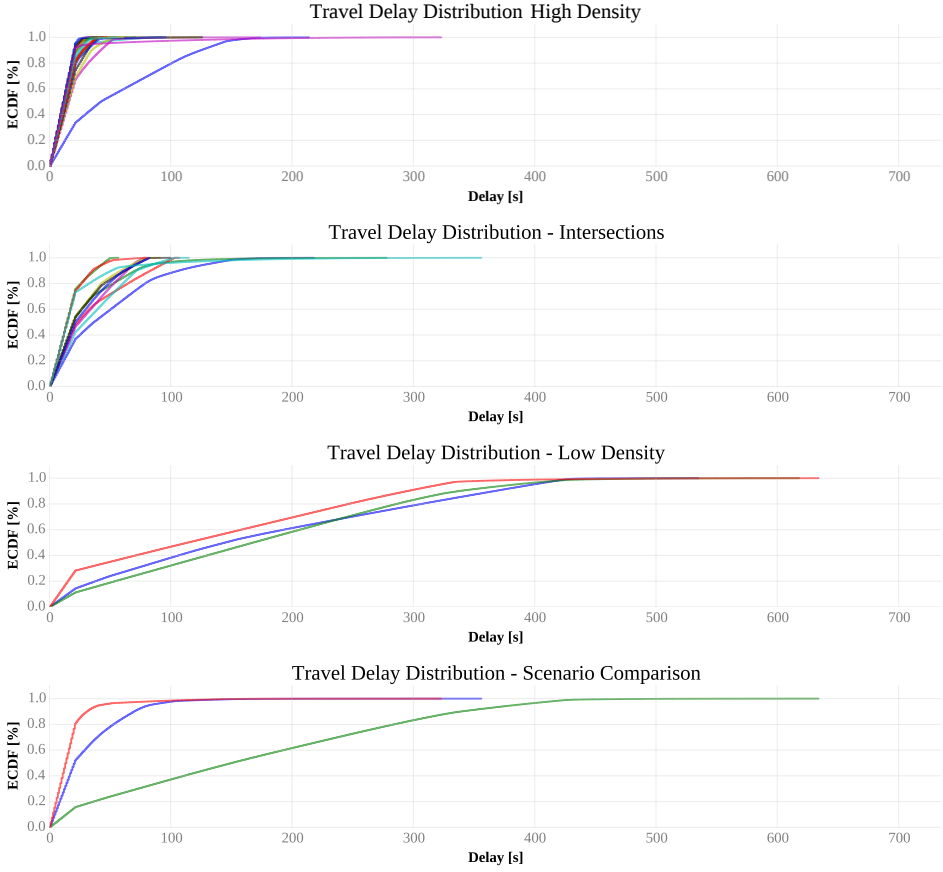 Travel Delay Distribution High Density
ECDF [%]
1.0
0.8
0.6
0.4
0.2
0.0
0 100 200 300 400 500 600 700
Delay [s]
Travel Delay Distribution - Intersections
ECDF [%]
1.0
0.8
0.6
0.4
0.2
0.0
0 100 200 300 400 500 600 700
Delay [s]
Travel Delay Distribution - Low Density
ECDF [%]
1.0
0.8
0.6
0.4
0.2
0.0
0 100 200 300 400 500 600 700
Delay [s]
Travel Delay Distribution - Scenario Comparison
ECDF [%]
1.0
0.8
0.6
0.4
0.2
0.0
0 100 200 300 400 500 600 700
Delay [s]